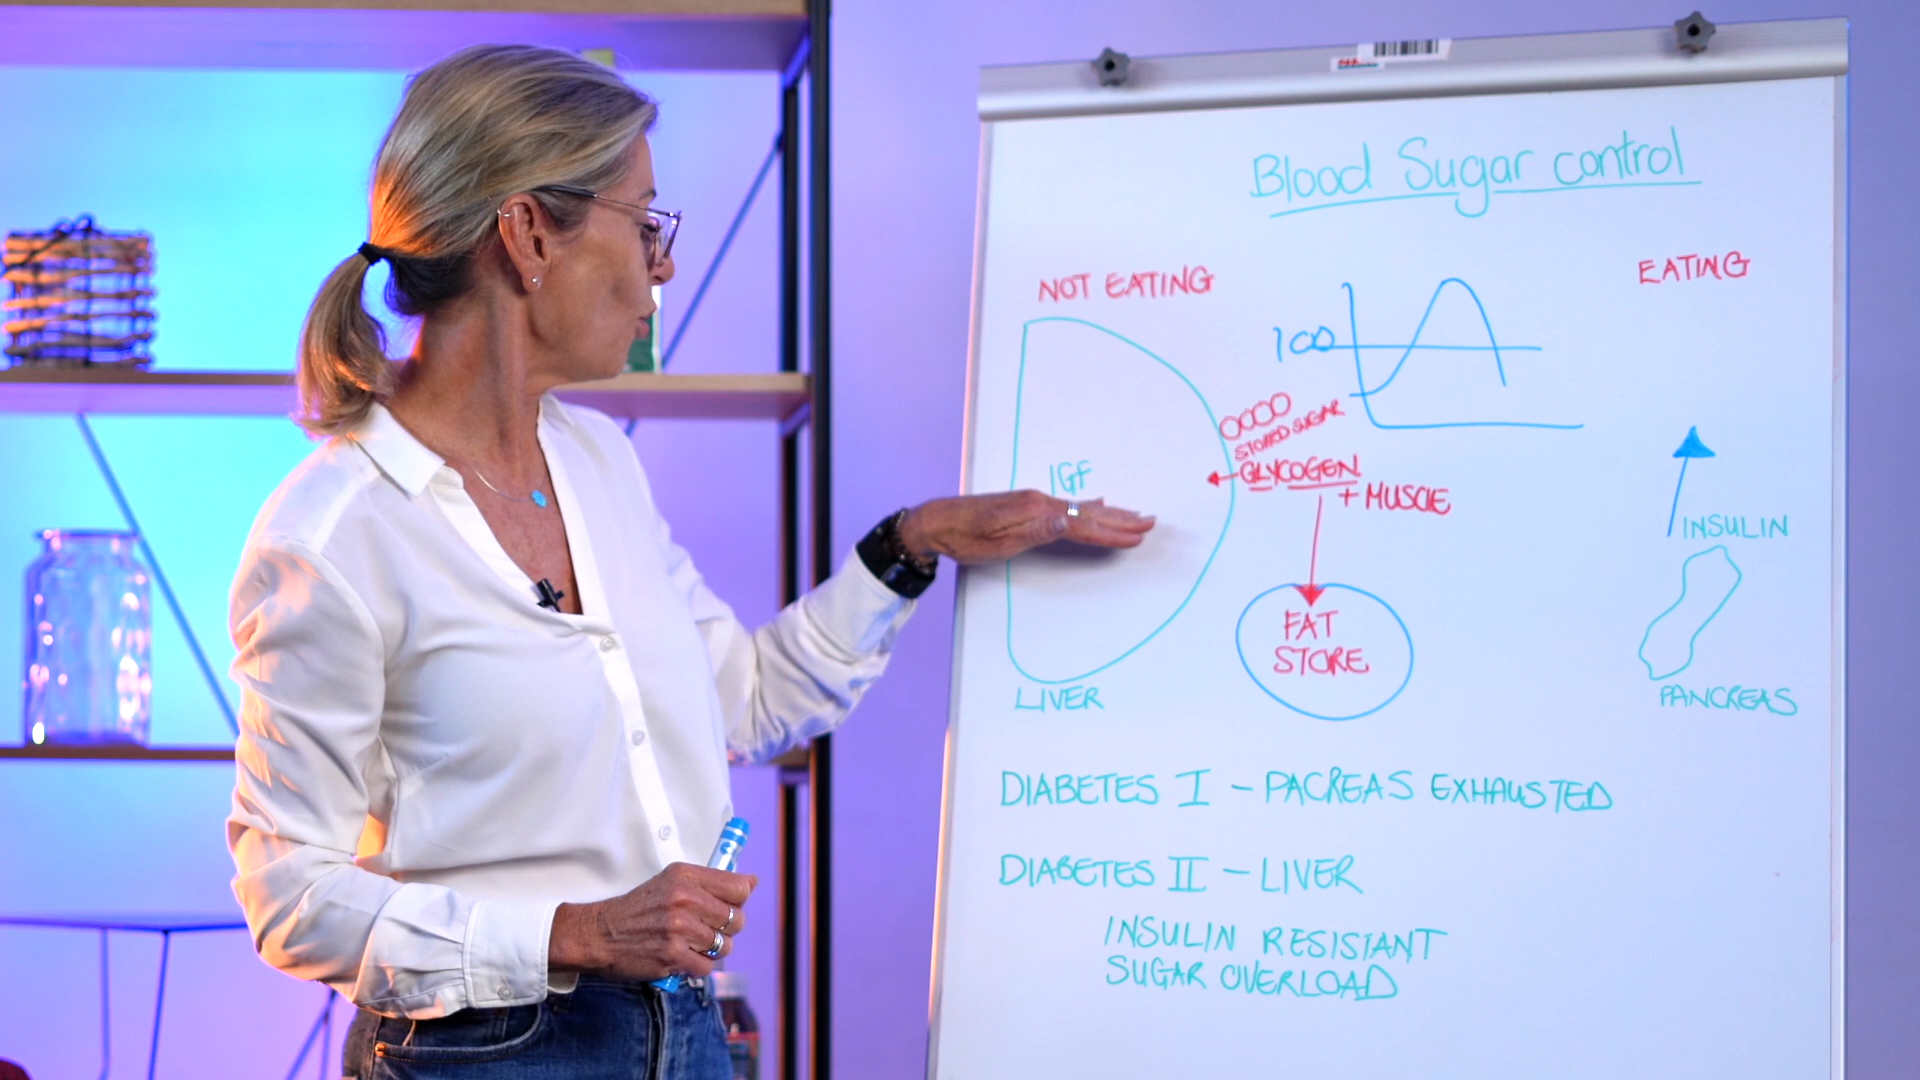 Blood Sugar control
NOT EATING
EATING
100
STORED SUGAR
GLYCOGEN
+ MUSCLE
IGF
INSULIN
FAT
STORE
LIVER
PANCREAS
DIABETES I - PACREAS EXHAUSTED
DIABETES II - LIVER
INSULIN RESISTANT
SUGAR OVERLOAD